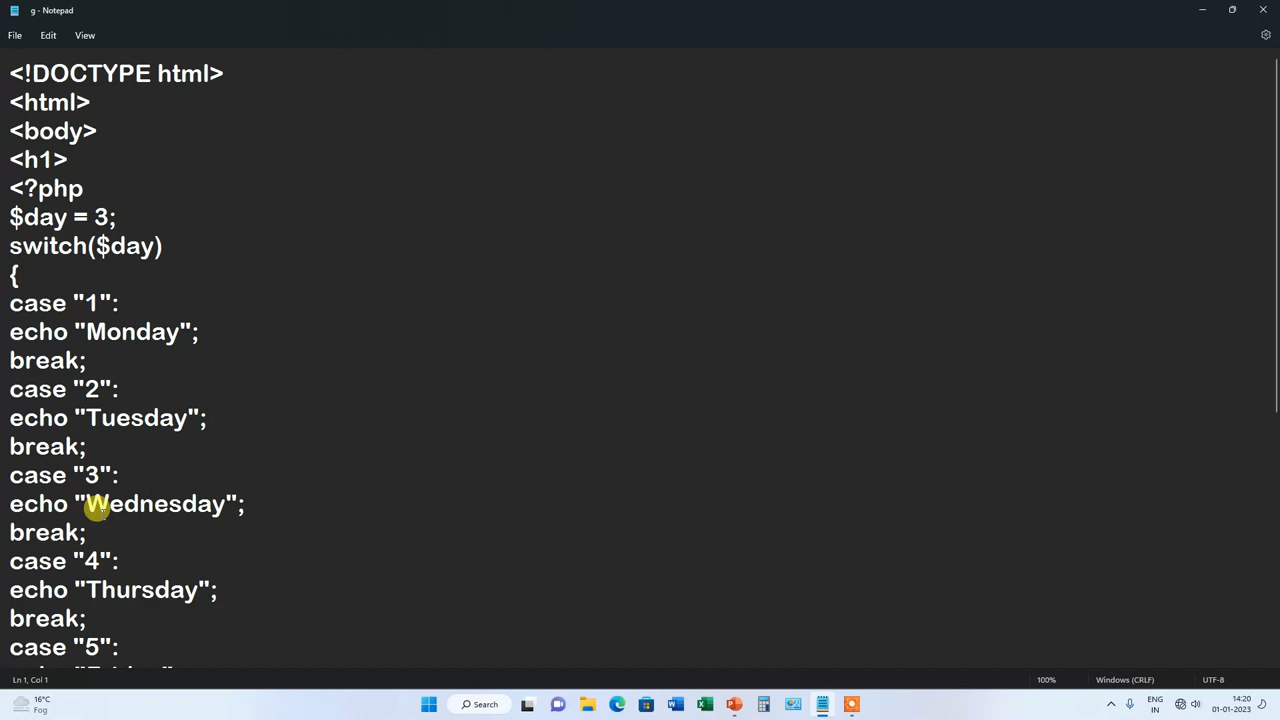 g - Notepad
File Edit View
<!DOCTYPE html>
<html>
<body>
<h1>
<?php
$day = 3;
switch($day)
{
case "1":
echo "Monday";
break;
case "2":
echo "Tuesday";
break;
case "3":
echo "Wednesday";
break;
case "4":
echo "Thursday";
break;
case "5":
Ln 1, Col 1 100% Windows (CRLF) UTF-8
16°C
Fog
Search
ENG
IN
14:20
01-01-2023